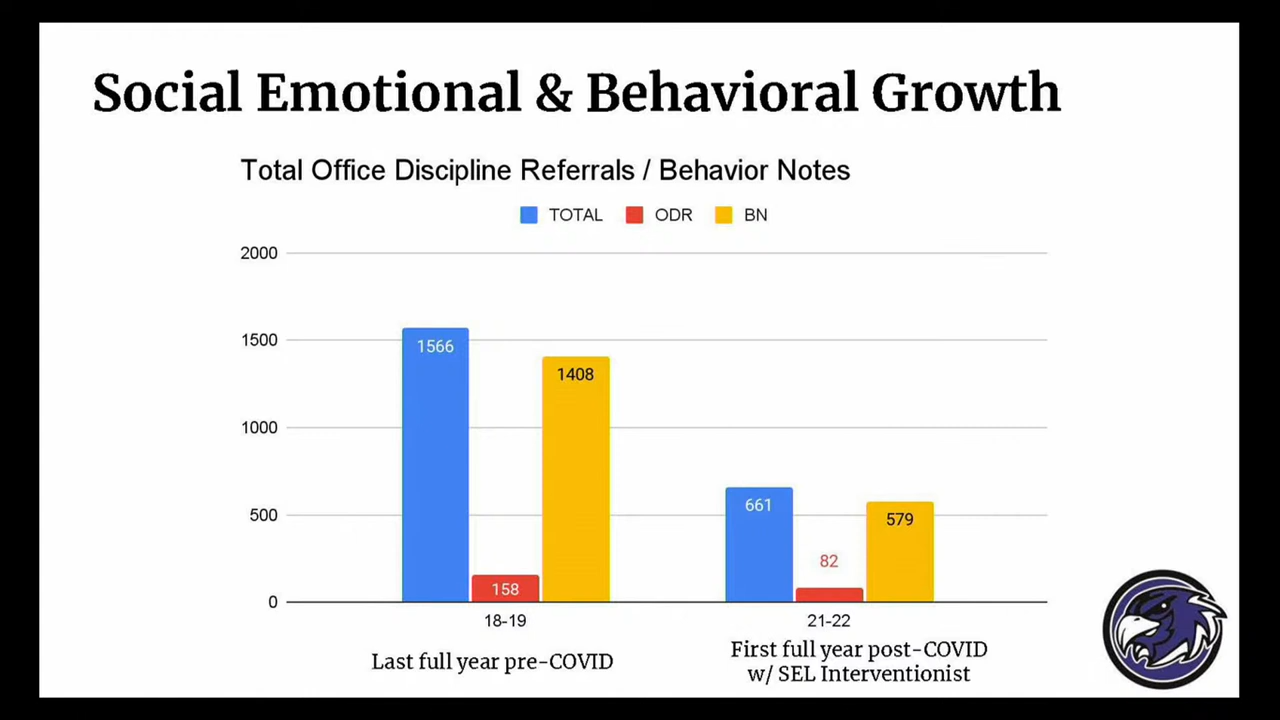 Social Emotional & Behavioral Growth
Total Office Discipline Referrals / Behavior Notes
TOTAL ODR BN
2000
1500
1000
500
0
1566
158
1408
661
82
579
18-19
21-22
Last full year pre-COVID
First full year post-COVID
w/ SEL Interventionist